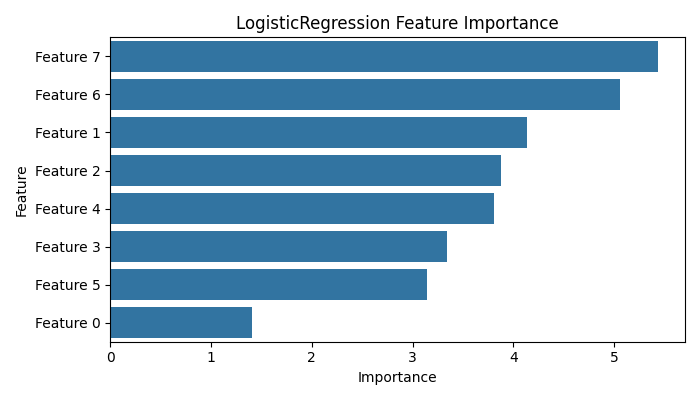 LogisticRegression Feature Importance
Feature 7
Feature 6
Feature 1
Feature 2
Feature 4
Feature 3
Feature 5
Feature 0
Feature
0 1 2 3 4 5
Importance